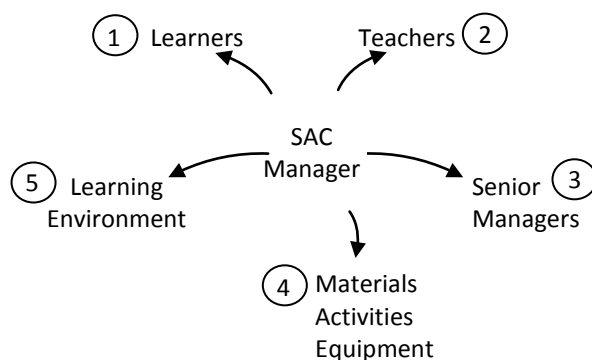 1 Learners
Teachers 2
SAC
Manager
5 Learning
Environment
Senior 3
Managers
4 Materials
Activities
Equipment